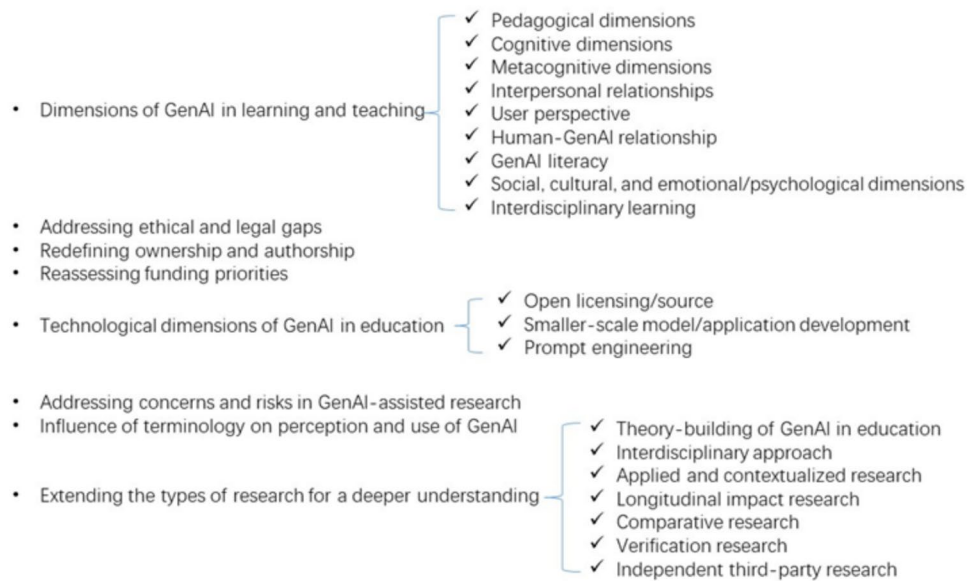 ✓ Pedagogical dimensions
✓ Cognitive dimensions
✓ Metacognitive dimensions
✓ Interpersonal relationships
• Dimensions of GenAI in learning and teaching
✓ User perspective
✓ Human-GenAI relationship
✓ GenAI literacy
✓ Social, cultural, and emotional/psychological dimensions
✓ Interdisciplinary learning
• Addressing ethical and legal gaps
• Redefining ownership and authorship
• Reassessing funding priorities
✓ Open licensing/source
• Technological dimensions of GenAI in education
✓ Smaller-scale model/application development
✓ Prompt engineering
• Addressing concerns and risks in GenAI-assisted research
• Influence of terminology on perception and use of GenAI
✓ Theory-building of GenAI in education
✓ Interdisciplinary approach
✓ Applied and contextualized research
• Extending the types of research for a deeper understanding
✓ Longitudinal impact research
✓ Comparative research
✓ Verification research
✓ Independent third-party research